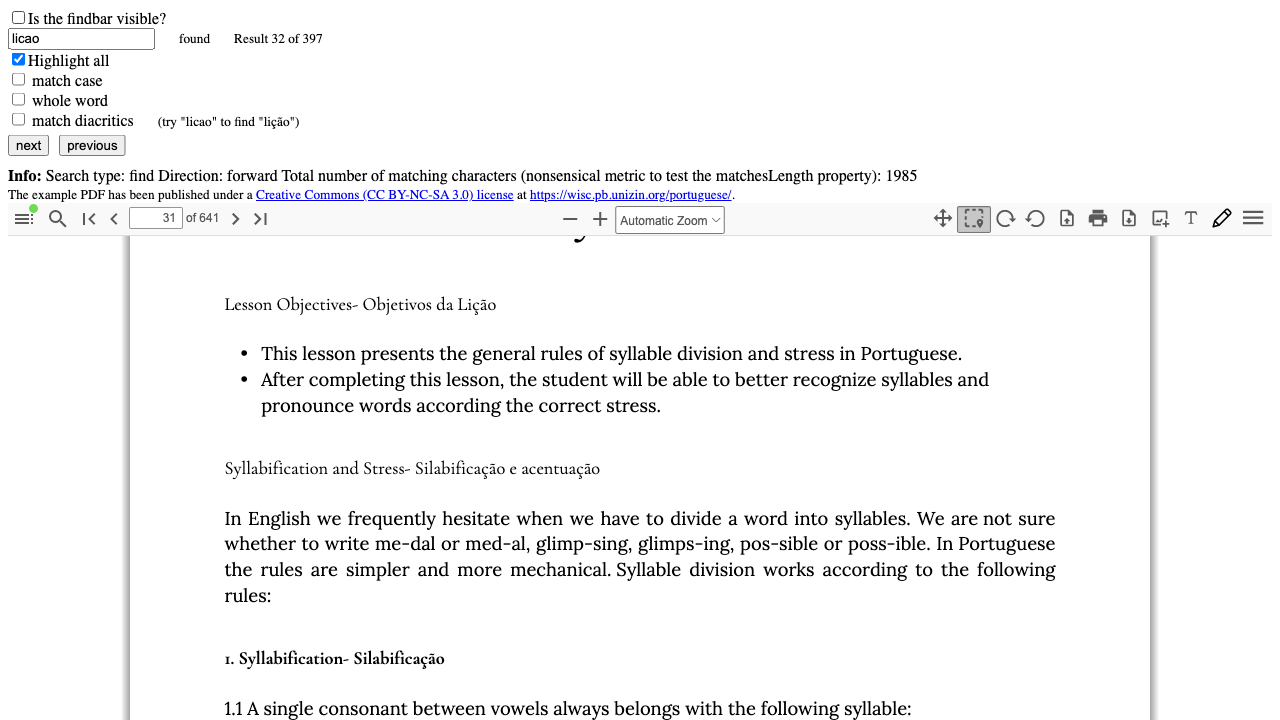 Is the findbar visible?
licao found Result 32 of 397
Highlight all
match case
whole word
match diacritics (try "licao" to find "lição")
next previous
Info: Search type: find Direction: forward Total number of matching characters (nonsensical metric to test the matchesLength property): 1985
The example PDF has been published under a Creative Commons (CC BY-NC-SA 3.0) license at https://wisc.pb.unizin.org/portuguese/.
31 of 641 Automatic Zoom
Lesson Objectives- Objetivos da Lição
• This lesson presents the general rules of syllable division and stress in Portuguese.
• After completing this lesson, the student will be able to better recognize syllables and
pronounce words according the correct stress.
Syllabification and Stress- Silabificação e acentuação
In English we frequently hesitate when we have to divide a word into syllables. We are not sure
whether to write me-dal or med-al, glimp-sing, glimps-ing, pos-sible or poss-ible. In Portuguese
the rules are simpler and more mechanical. Syllable division works according to the following
rules:
1. Syllabification- Silabificação
1.1 A single consonant between vowels always belongs with the following syllable: